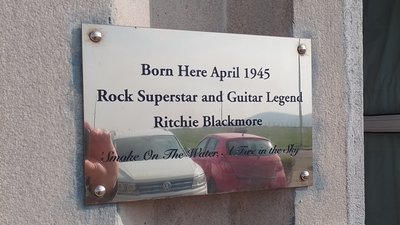 Born Here April 1945
Rock Superstar and Guitar Legend
Ritchie Blackmore
Smoke On The Water, A Fire in the Sky